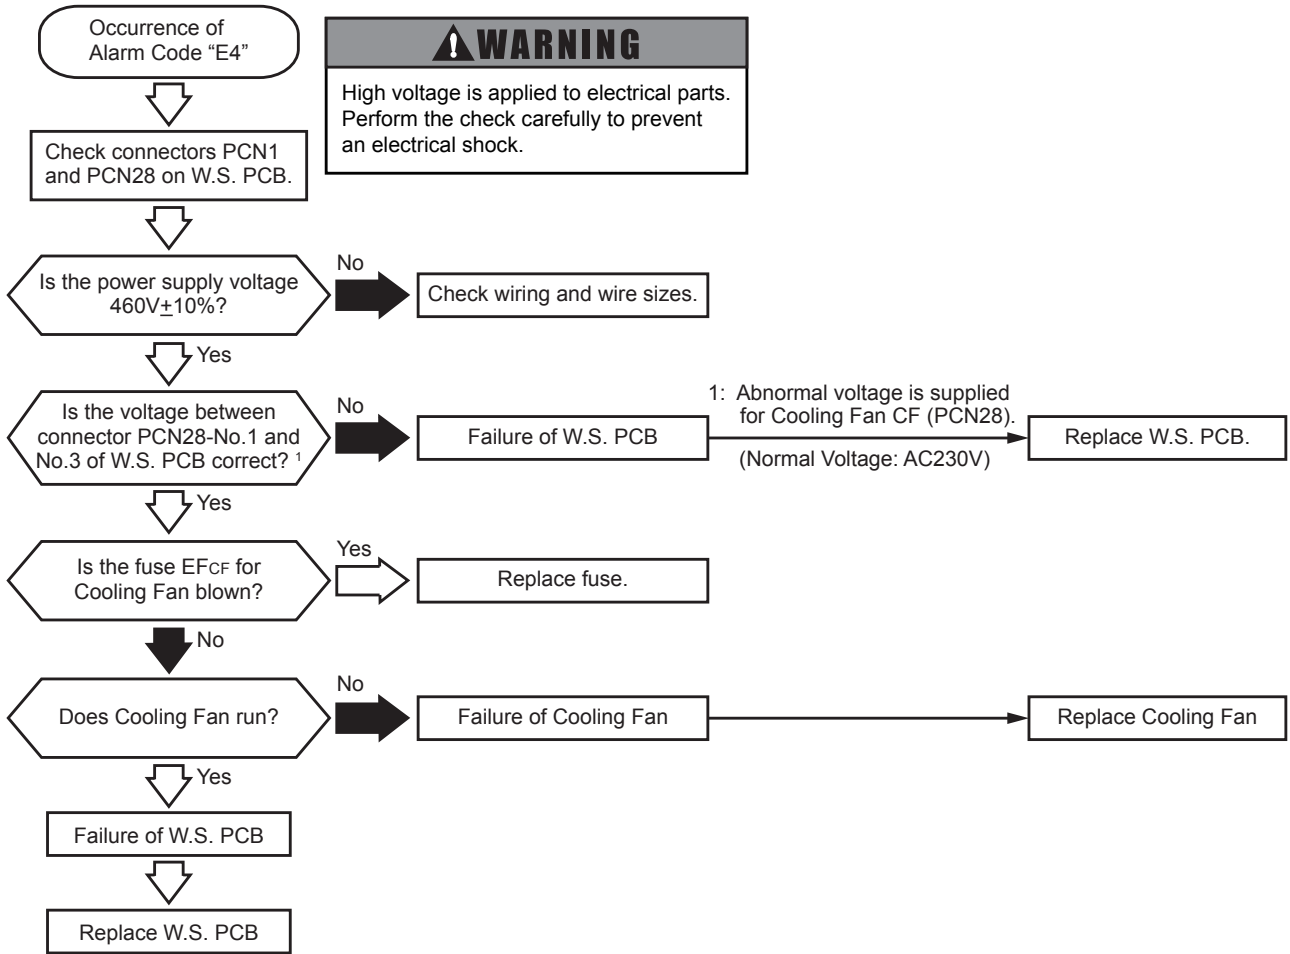 Occurrence of
Alarm Code “E4”
WARNING
High voltage is applied to electrical parts.
Perform the check carefully to prevent
an electrical shock.
Check connectors PCN1
and PCN28 on W.S. PCB.
Is the power supply voltage
460V±10%?
No
Check wiring and wire sizes.
Yes
Is the voltage between
connector PCN28-No.1 and
No.3 of W.S. PCB correct? 1
No
Failure of W.S. PCB
1: Abnormal voltage is supplied
for Cooling Fan CF (PCN28).
(Normal Voltage: AC230V)
Replace W.S. PCB.
Yes
Is the fuse EFCF for
Cooling Fan blown?
Yes
Replace fuse.
No
Does Cooling Fan run?
No
Failure of Cooling Fan
Replace Cooling Fan
Yes
Failure of W.S. PCB
Replace W.S. PCB